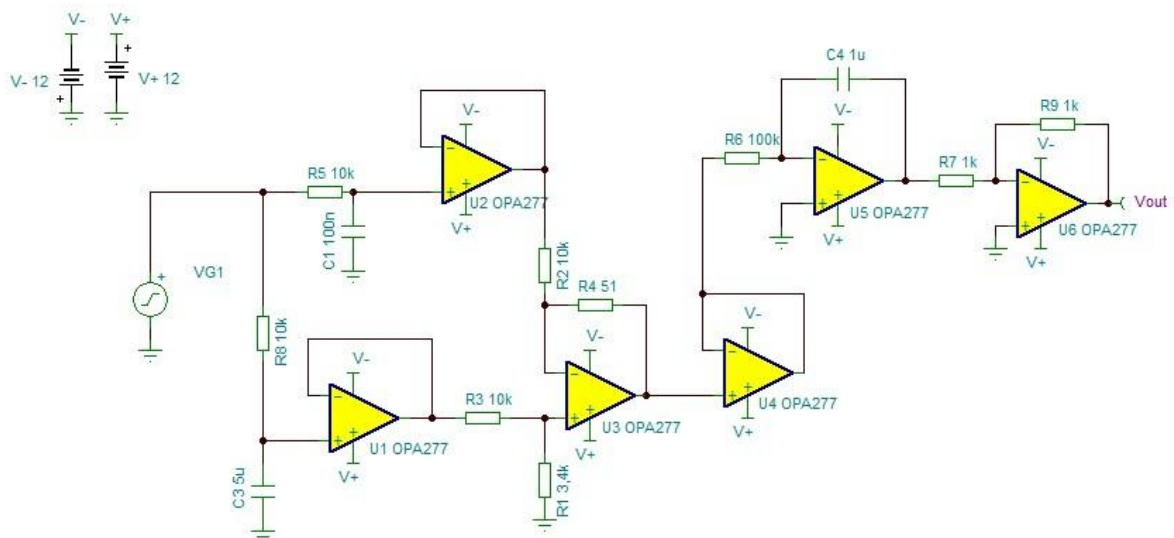 V-
V+
V- 12
+
+
V+ 12
C4 1u
V-
R9 1k
R6 100k
V-
V-
R7 1k
R5 10k
U2 OPA277
U5 OPA277
Vout
V+
V+
U6 OPA277
C1 100n
V+
VG1
+
R2 10k
R4 51
R8 10k
V-
V-
V-
R3 10k
U4 OPA277
U3 OPA277
U1 OPA277
V+
V+
V+
C3 5u
R1 3,4k